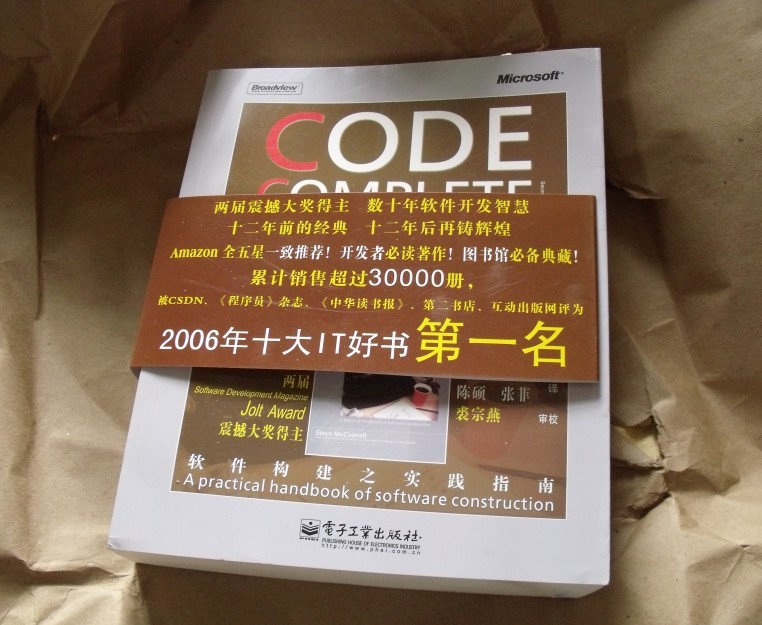 Broadview
Microsoft
CODE
COMPLETE
两届震撼大奖得主 数十年软件开发智慧
十二年前的经典 十二年后再铸辉煌
Amazon 全五星一致推荐！开发者必读著作！图书馆必备典藏！
累计销售超过30000册，
被CSDN、《程序员》杂志、《中华读书报》、第二书店、互动出版网评为
2006年十大IT好书 第一名
两届
Software Development Magazine
Jolt Award
震撼大奖得主
Steve McConnell
陈硕 张菲 译
裘宗燕 审校
软件构建之实践指南
A practical handbook of software construction
电子工业出版社
PUBLISHING HOUSE OF ELECTRONICS INDUSTRY
http://www.phei.com.cn